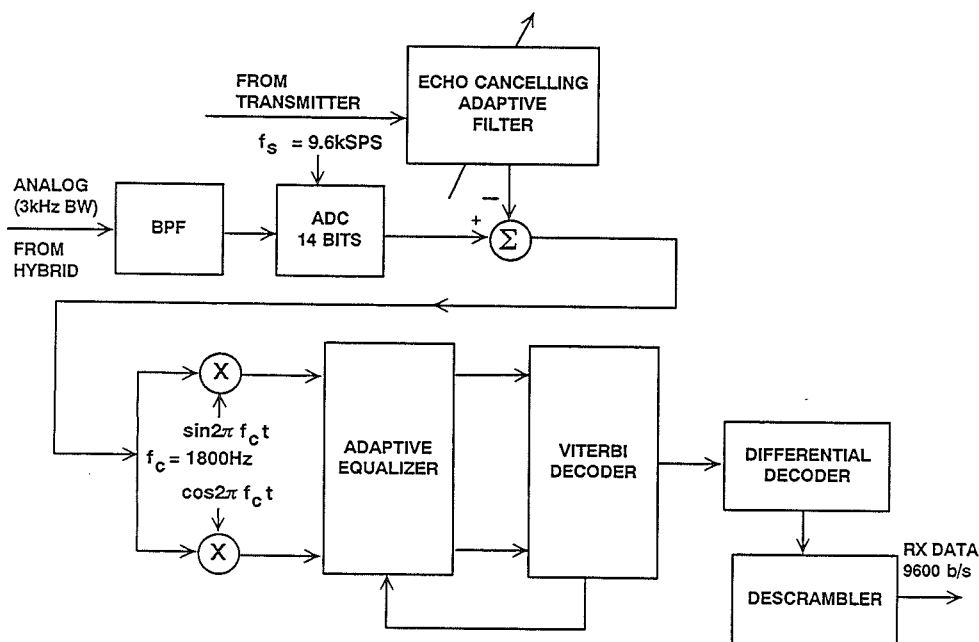 ECHO CANCELLING
ADAPTIVE
FILTER
FROM
TRANSMITTER
f_s = 9.6kSPS
ANALOG
(3kHz BW)
FROM
HYBRID
BPF
ADC
14 BITS
+
−
Σ
X
sin2π f_c t
f_c = 1800Hz
cos2π f_c t
X
ADAPTIVE
EQUALIZER
VITERBI
DECODER
DIFFERENTIAL
DECODER
DESCRAMBLER
RX DATA
9600 b/s